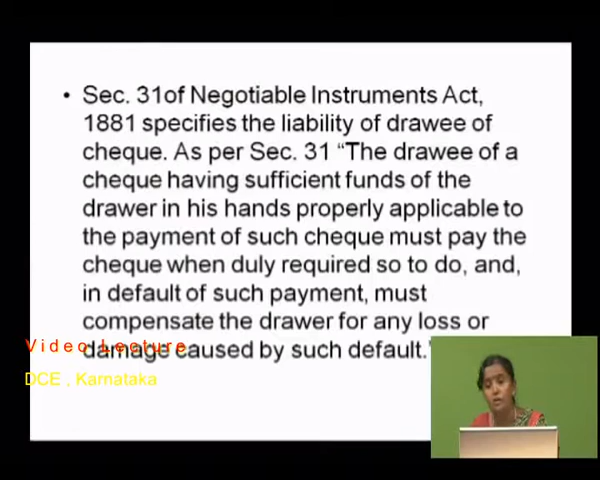 • Sec. 31of Negotiable Instruments Act,
1881 specifies the liability of drawee of
cheque. As per Sec. 31 “The drawee of a
cheque having sufficient funds of the
drawer in his hands properly applicable to
the payment of such cheque must pay the
cheque when duly required so to do, and,
in default of such payment, must
compensate the drawer for any loss or
damage caused by such default.”
Video Lecture
DCE , Karnataka